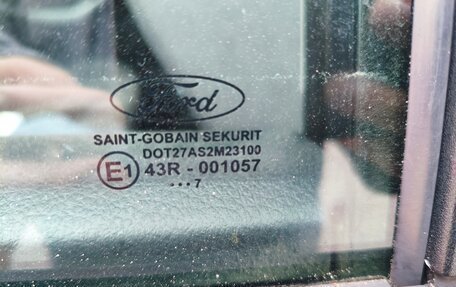 Ford
SAINT-GOBAIN SEKURIT
DOT27AS2M23100
E1 43R - 001057
...7